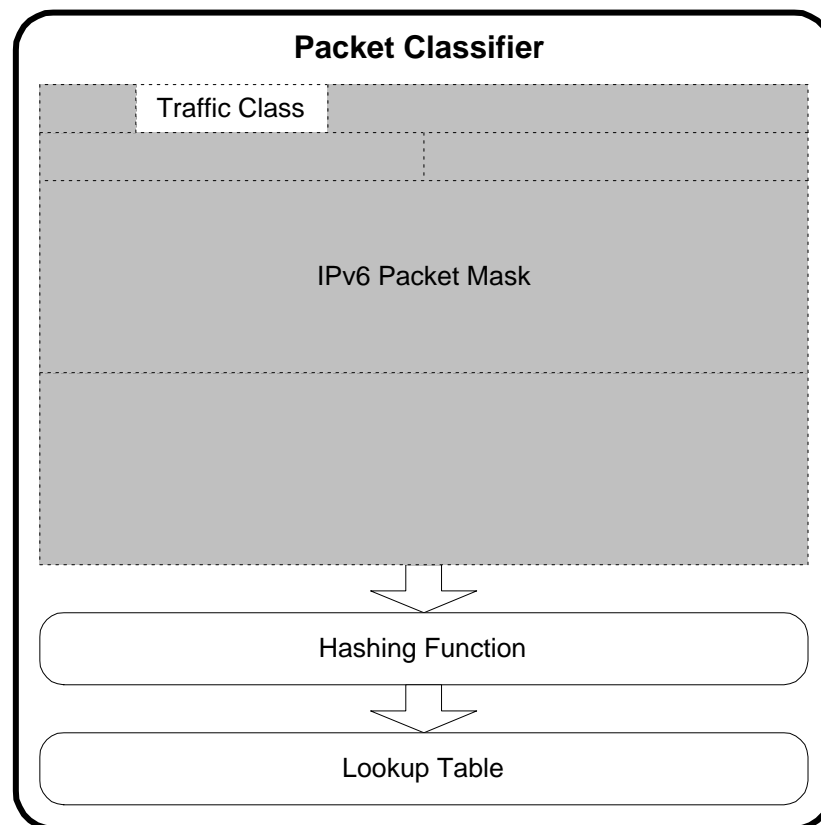 Packet Classifier
Traffic Class
IPv6 Packet Mask
Hashing Function
Lookup Table